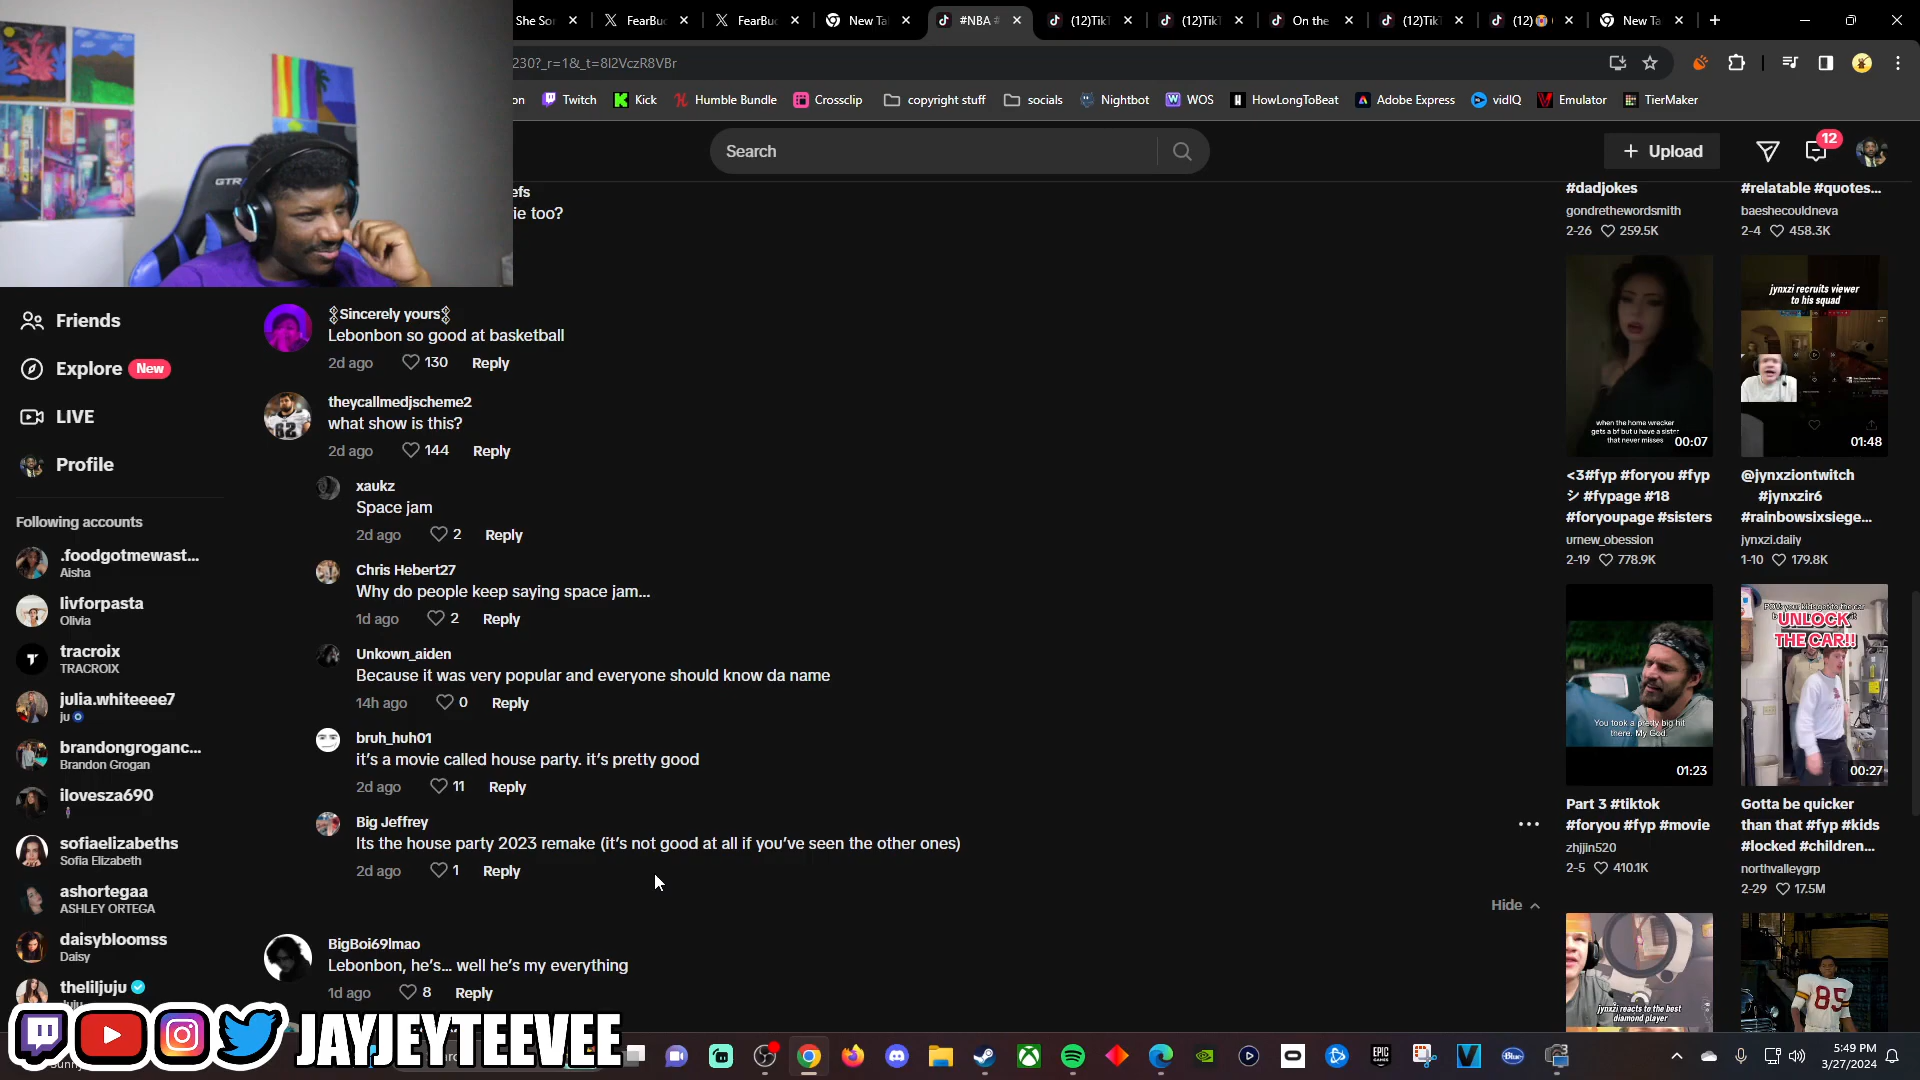 She Sor
FearBu
FearBu
New Ta
#NBA #
(12)TikT
(12)TikT
On the
(12)TikT
(12)
New Ta
230?_r=1&_t=8l2VczR8VBr
on
Twitch
Kick
Humble Bundle
Crossclip
copyright stuff
socials
Nightbot
WOS
HowLongToBeat
Adobe Express
vidIQ
Emulator
TierMaker
GTR
Search
+ Upload
12
Friends
Explore New
LIVE
Profile
Following accounts
.foodgotmewast...
Aisha
livforpasta
Olivia
tracroix
TRACROIX
julia.whiteeee7
ju
brandongroganc...
Brandon Grogan
ilovesza690
sofiaelizabeths
Sofia Elizabeth
ashortegaa
ASHLEY ORTEGA
daisybloomss
Daisy
theliljuju
efs
ie too?
Sincerely yours
Lebonbon so good at basketball
2d ago 130 Reply
theycallmedjscheme2
what show is this?
2d ago 144 Reply
xaukz
Space jam
2d ago 2 Reply
Chris Hebert27
Why do people keep saying space jam...
1d ago 2 Reply
Unkown_aiden
Because it was very popular and everyone should know da name
14h ago 0 Reply
bruh_huh01
it's a movie called house party. it's pretty good
2d ago 11 Reply
Big Jeffrey
Its the house party 2023 remake (it's not good at all if you've seen the other ones)
2d ago 1 Reply
Hide
BigBoi69lmao
Lebonbon, he's... well he's my everything
1d ago 8 Reply
#dadjokes
gondrethewordsmith
2-26 259.5K
#relatable #quotes...
baeshecouldneva
2-4 458.3K
when the home wrecker
gets a bf but u have a sister
that never misses
00:07
<3#fyp #foryou #fyp
シ #fypage #18
#foryoupage #sisters
urnew_obession
2-19 778.9K
jynxzi recruits viewer
to his squad
01:48
@jynxziontwitch
#jynxzir6
#rainbowsixsiege...
jynxzi.daily
1-10 179.8K
You took a pretty big hit
there. My God.
01:23
Part 3 #tiktok
#foryou #fyp #movie
zhjjin520
2-5 410.1K
UNLOCK
THE CAR!!
00:27
Gotta be quicker
than that #fyp #kids
#locked #children...
northvalleygrp
2-29 17.5M
jynxzi reacts to the best
diamond player
85
JAYJEYTEEVEE
EPIC
GAMES
Blue
5:49 PM
3/27/2024